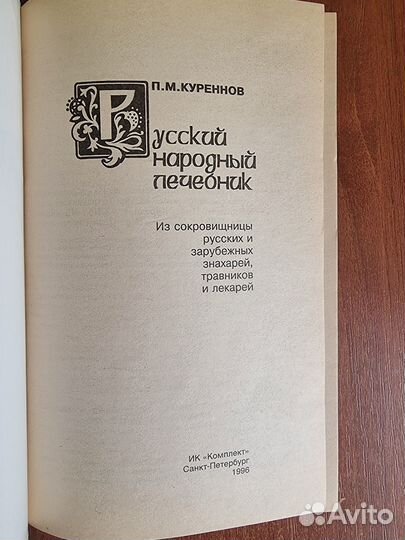 П.М.КУРЕННОВ
Русский
народный
лечебник
Из сокровищницы
русских и
зарубежных
знахарей,
травников
и лекарей
ИК «Комплект»
Санкт-Петербург
1996
Avito